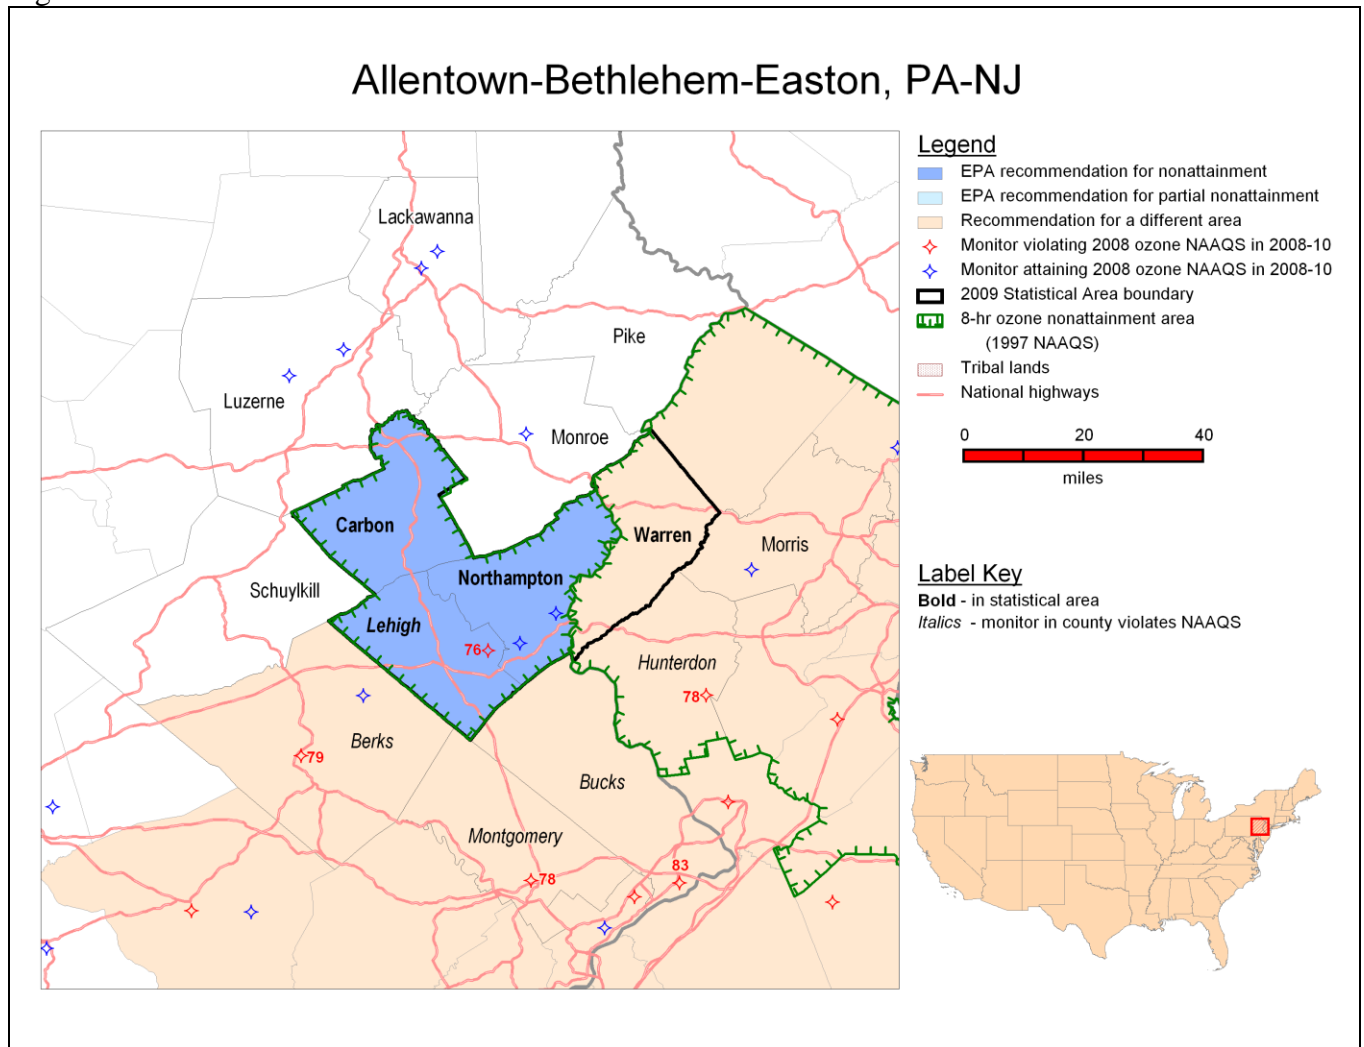 Allentown-Bethlehem-Easton, PA-NJ
Legend
EPA recommendation for nonattainment
EPA recommendation for partial nonattainment
Recommendation for a different area
Monitor violating 2008 ozone NAAQS in 2008-10
Monitor attaining 2008 ozone NAAQS in 2008-10
2009 Statistical Area boundary
8-hr ozone nonattainment area
(1997 NAAQS)
Tribal lands
National highways
0 20 40
miles
Label Key
Bold - in statistical area
Italics - monitor in county violates NAAQS
Lackawanna
Pike
Luzerne
Monroe
Carbon
Warren
Morris
Northampton
Schuylkill
Lehigh
76
Hunterdon
78
Berks
79
Bucks
Montgomery
83
78